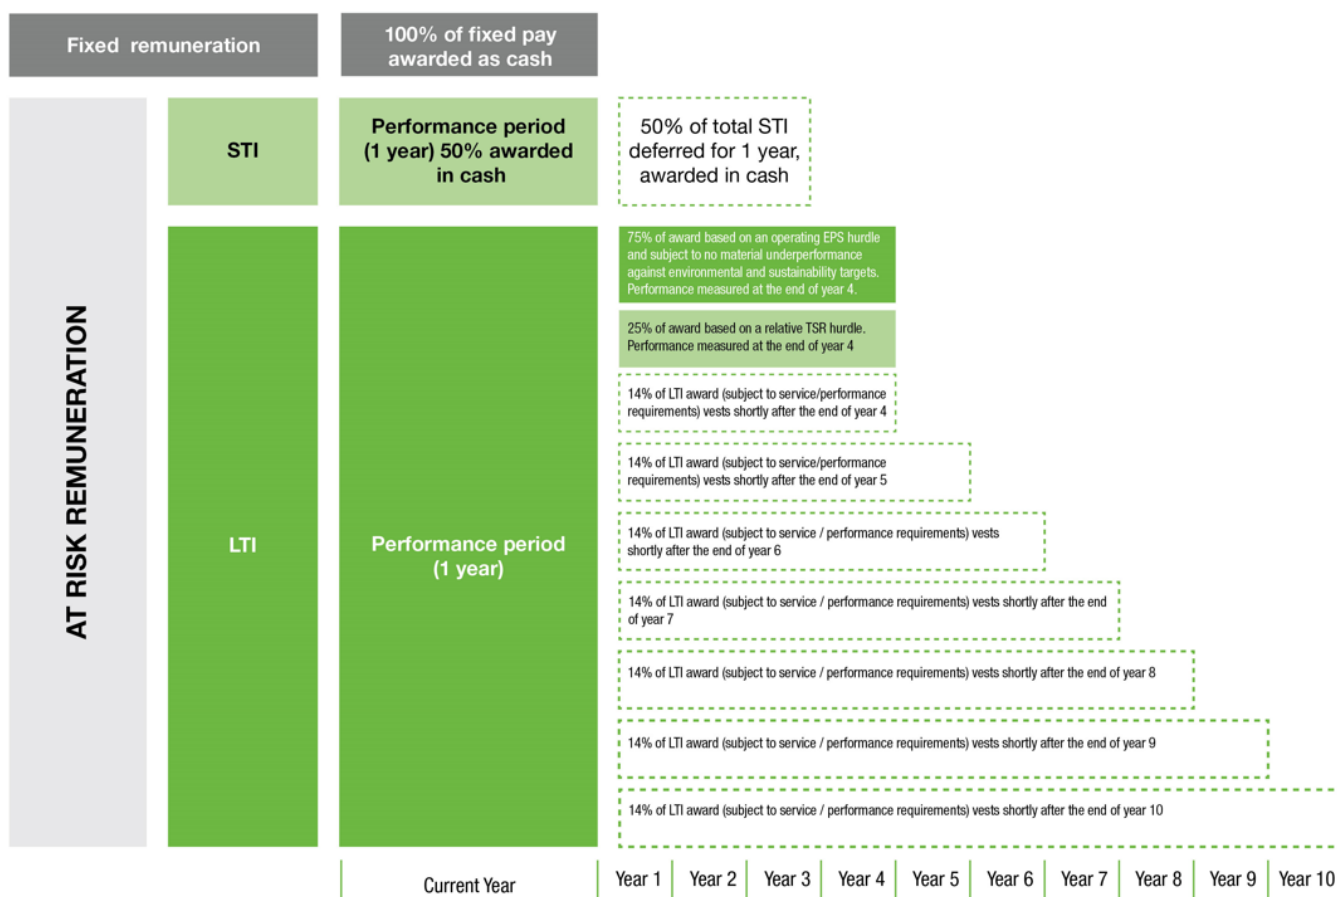 Fixed remuneration
100% of fixed pay
awarded as cash
AT RISK REMUNERATION
STI
Performance period
(1 year) 50% awarded
in cash
50% of total STI
deferred for 1 year,
awarded in cash
LTI
Performance period
(1 year)
75% of award based on an operating EPS hurdle
and subject to no material underperformance
against environmental and sustainability targets.
Performance measured at the end of year 4.
25% of award based on a relative TSR hurdle.
Performance measured at the end of year 4
14% of LTI award (subject to service/performance
requirements) vests shortly after the end of year 4
14% of LTI award (subject to service/performance
requirements) vests shortly after the end of year 5
14% of LTI award (subject to service / performance requirements) vests
shortly after the end of year 6
14% of LTI award (subject to service / performance requirements) vests shortly after the end
of year 7
14% of LTI award (subject to service / performance requirements) vests shortly after the end of year 8
14% of LTI award (subject to service / performance requirements) vests shortly after the end of year 9
14% of LTI award (subject to service / performance requirements) vests shortly after the end of year 10
Current Year
Year 1
Year 2
Year 3
Year 4
Year 5
Year 6
Year 7
Year 8
Year 9
Year 10